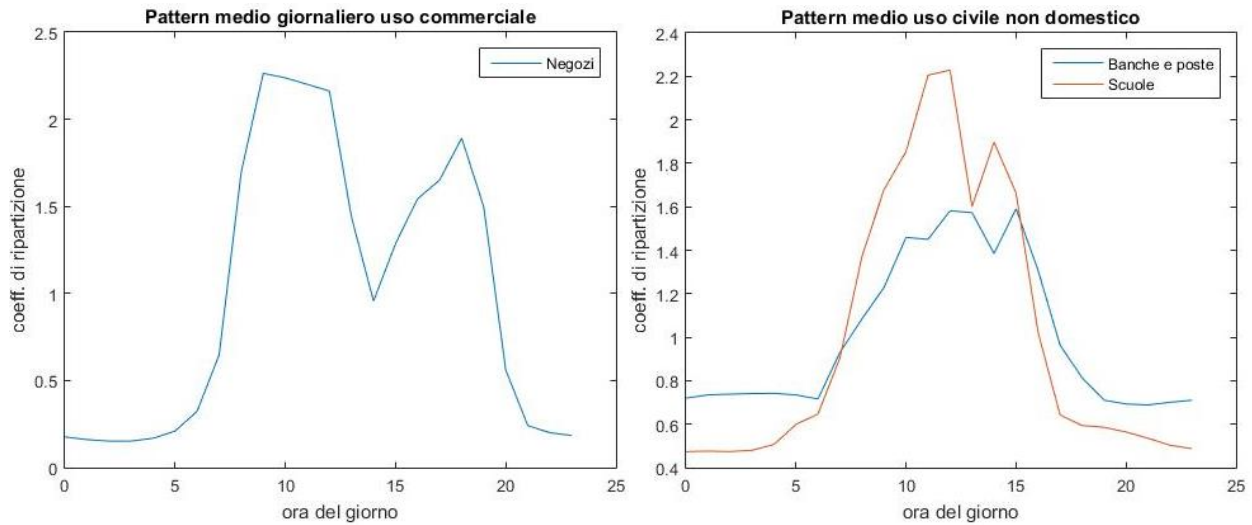 Pattern medio giornaliero uso commerciale
2.5
2
1.5
1
0.5
0
coeff. di ripartizione
Negozi
0 5 10 15 20 25
ora del giorno
Pattern medio uso civile non domestico
2.4
2.2
2
1.8
1.6
1.4
1.2
1
0.8
0.6
0.4
coeff. di ripartizione
Banche e poste
Scuole
0 5 10 15 20 25
ora del giorno